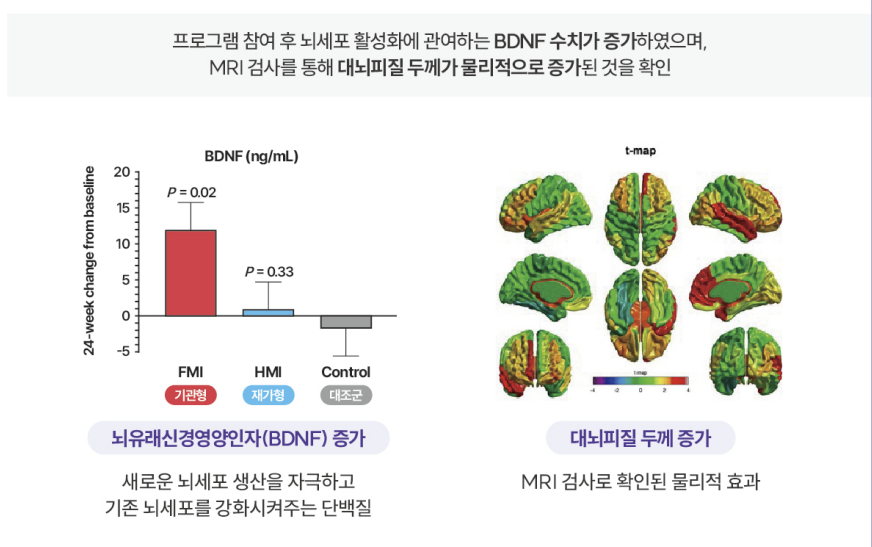 프로그램 참여 후 뇌세포 활성화에 관여하는 BDNF 수치가 증가하였으며,
MRI 검사를 통해 대뇌피질 두께가 물리적으로 증가된 것을 확인
BDNF (ng/mL)
24-week change from baseline
20
15
10
5
0
-5
P = 0.02
P = 0.33
FMI
HMI
Control
기관형
재가형
대조군
뇌유래신경영양인자(BDNF) 증가
새로운 뇌세포 생산을 자극하고
기존 뇌세포를 강화시켜주는 단백질
t-map
t-map
-4 -2 0 2 4
대뇌피질 두께 증가
MRI 검사로 확인된 물리적 효과